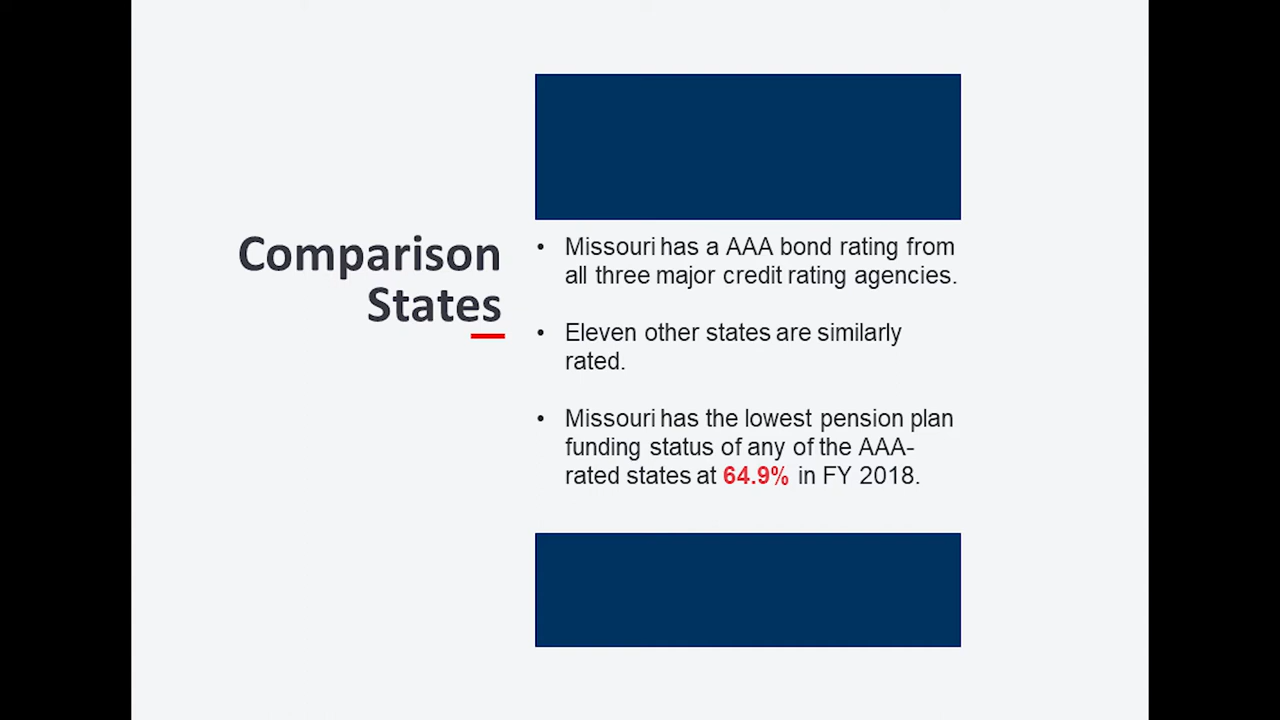 Comparison
States
• Missouri has a AAA bond rating from
all three major credit rating agencies.
• Eleven other states are similarly
rated.
• Missouri has the lowest pension plan
funding status of any of the AAA-
rated states at 64.9% in FY 2018.